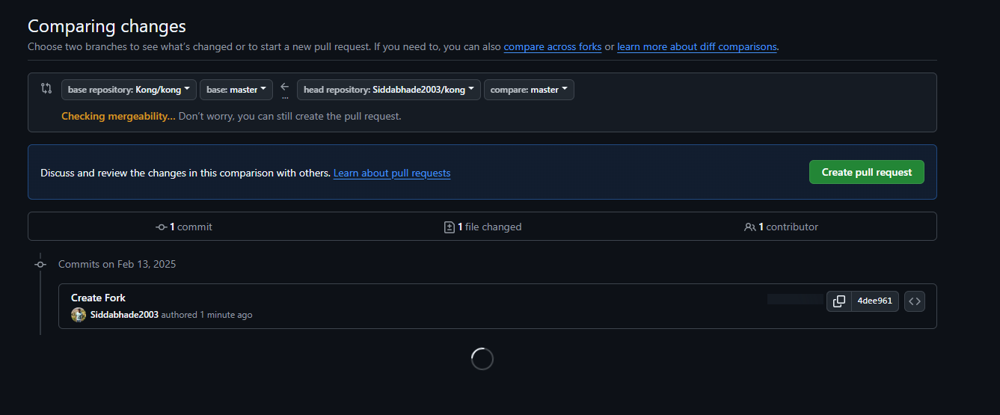 Comparing changes
Choose two branches to see what's changed or to start a new pull request. If you need to, you can also compare across forks or learn more about diff comparisons.
base repository: Kong/kong base: master ... head repository: Siddabhade2003/kong compare: master
Checking mergeability... Don't worry, you can still create the pull request.
Discuss and review the changes in this comparison with others. Learn about pull requests Create pull request
1 commit 1 file changed 1 contributor
Commits on Feb 13, 2025
Create Fork
4dee961
Siddabhade2003 authored 1 minute ago